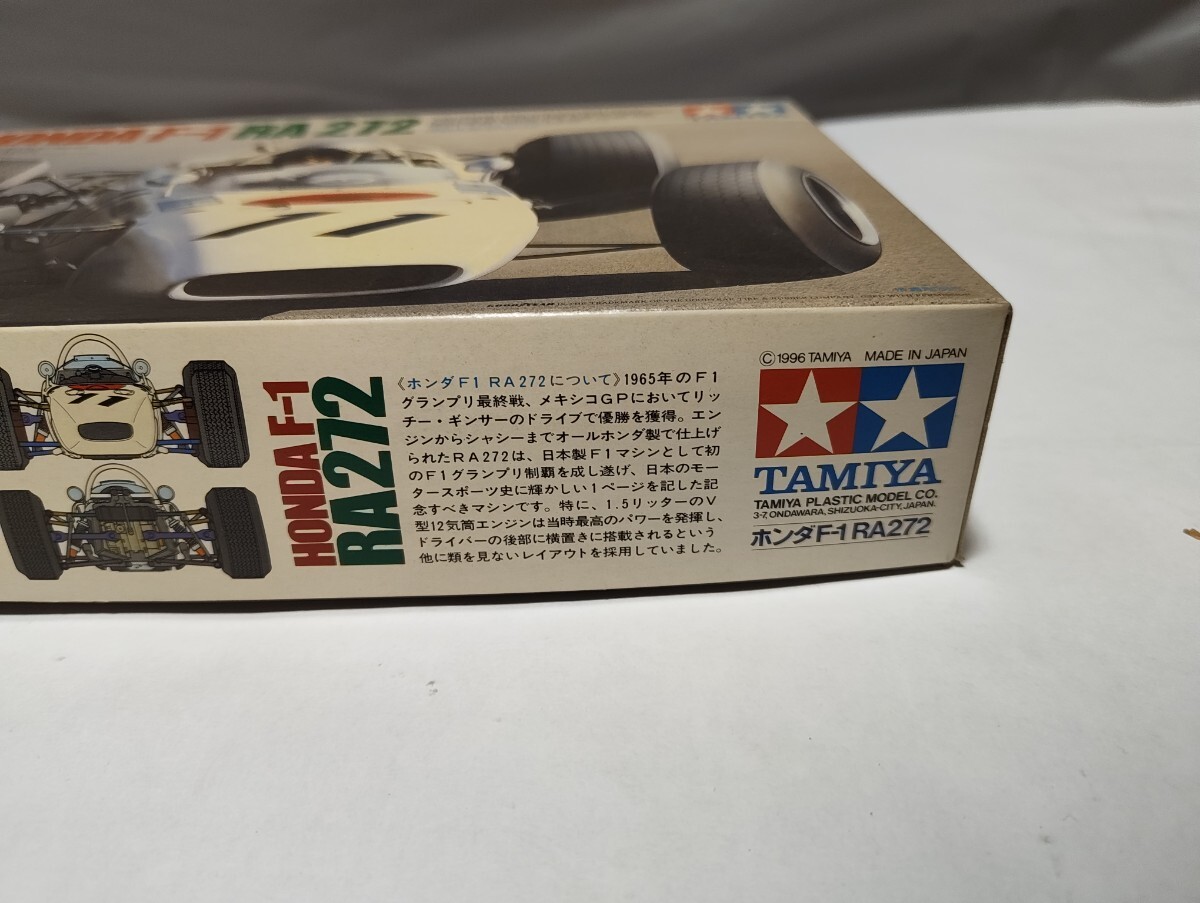 HONDA F-1 RA272
11
11
HONDA F-1
RA272
《ホンダF1 RA272について》1965年のF1
グランプリ最終戦、メキシコGPにおいてリッ
チー・ギンサーのドライブで優勝を獲得。エン
ジンからシャシーまでオールホンダ製で仕上げ
られたRA272は、日本製F1マシンとして初
のF1グランプリ制覇を成し遂げ、日本のモー
タースポーツ史に輝かしい1ページを記した記
念すべきマシンです。特に、1.5リッターのV
型12気筒エンジンは当時最高のパワーを発揮し、
ドライバーの後部に横置きに搭載されるという
他に類を見ないレイアウトを採用していました。
©1996 TAMIYA MADE IN JAPAN
TAMIYA
TAMIYA PLASTIC MODEL CO.
3-7, ONDAWARA, SHIZUOKA-CITY, JAPAN.
ホンダF-1 RA272